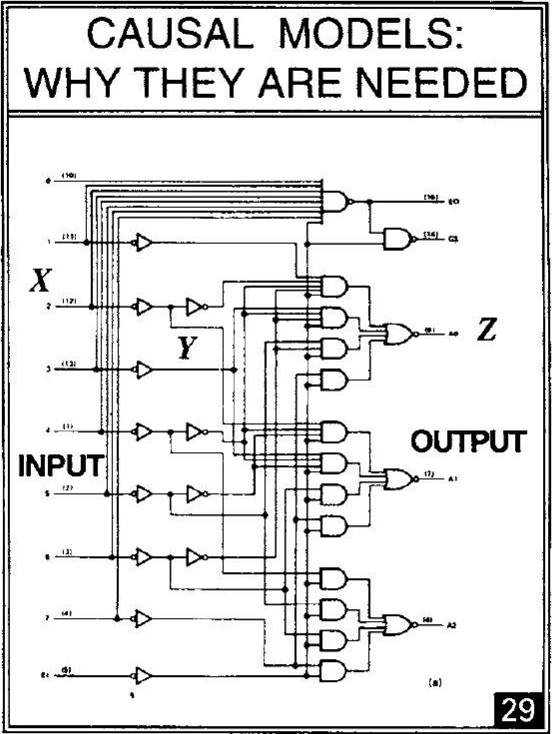 CAUSAL MODELS:
WHY THEY ARE NEEDED
0 (10)
(15) EO
1 (11)
(14) GS
X
2 (12)
(9) A0
Z
Y
3 (13)
4 (1)
OUTPUT
INPUT
(7) A1
5 (2)
6 (3)
7 (4)
(6) A2
EI (5)
(a)
29